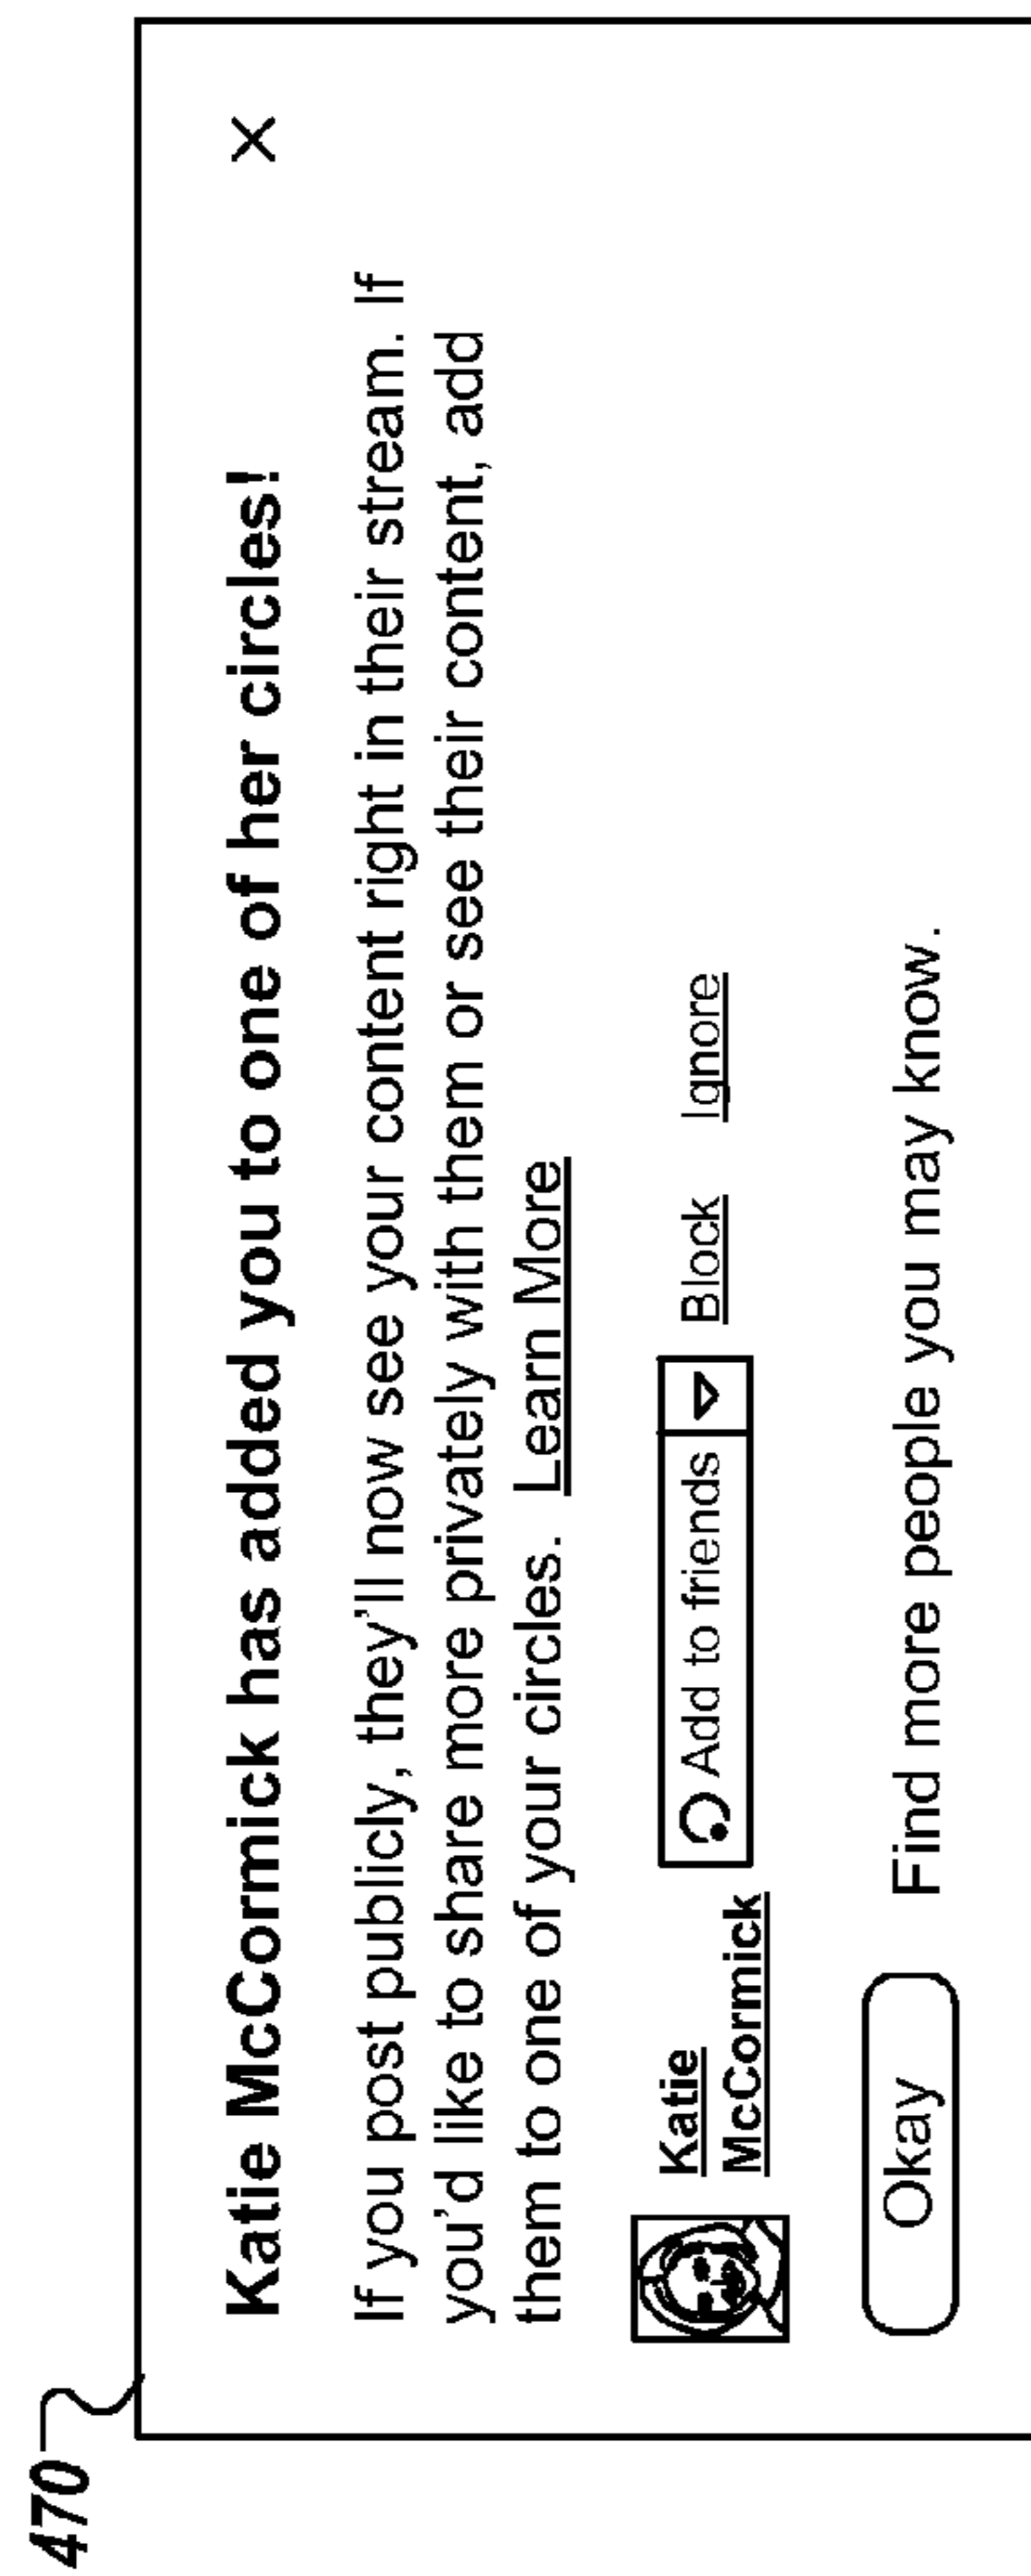 470
Katie McCormick has added you to one of her circles! X
If you post publicly, they'll now see your content right in their stream. If
you'd like to share more privately with them or see their content, add
them to one of your circles. Learn More
Katie
McCormick
Add to friends Block Ignore
Okay Find more people you may know.